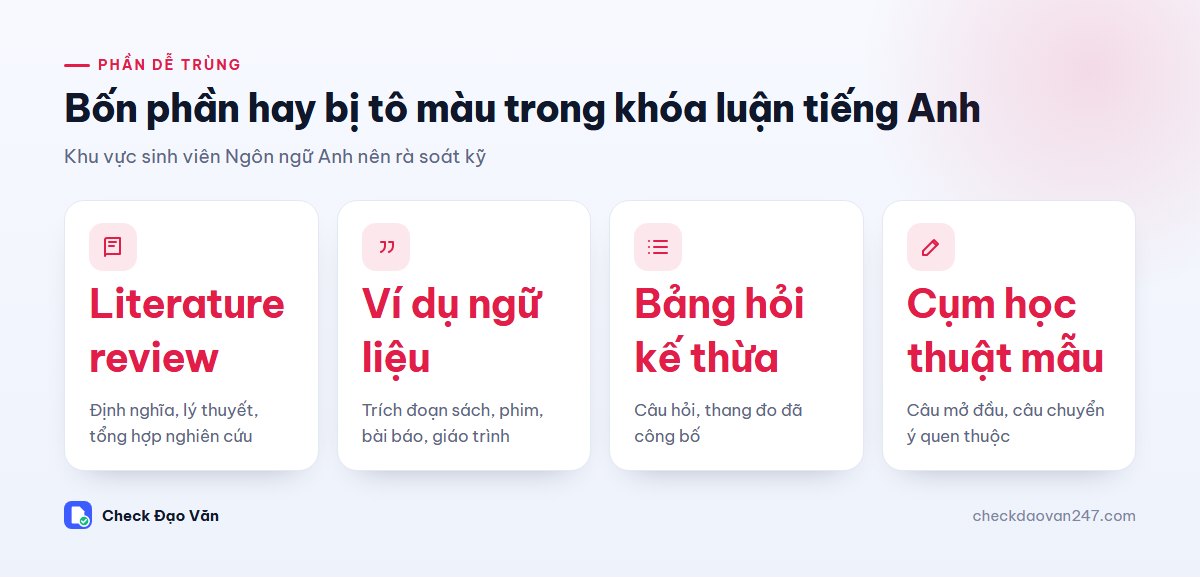 PHẦN DỄ TRÙNG
Bốn phần hay bị tô màu trong khóa luận tiếng Anh
Khu vực sinh viên Ngôn ngữ Anh nên rà soát kỹ
Literature
review
Định nghĩa, lý thuyết,
tổng hợp nghiên cứu
Ví dụ ngữ
liệu
Trích đoạn sách, phim,
bài báo, giáo trình
Bảng hỏi
kế thừa
Câu hỏi, thang đo đã
công bố
Cụm học
thuật mẫu
Câu mở đầu, câu chuyển
ý quen thuộc
Check Đạo Văn
checkdaovan247.com